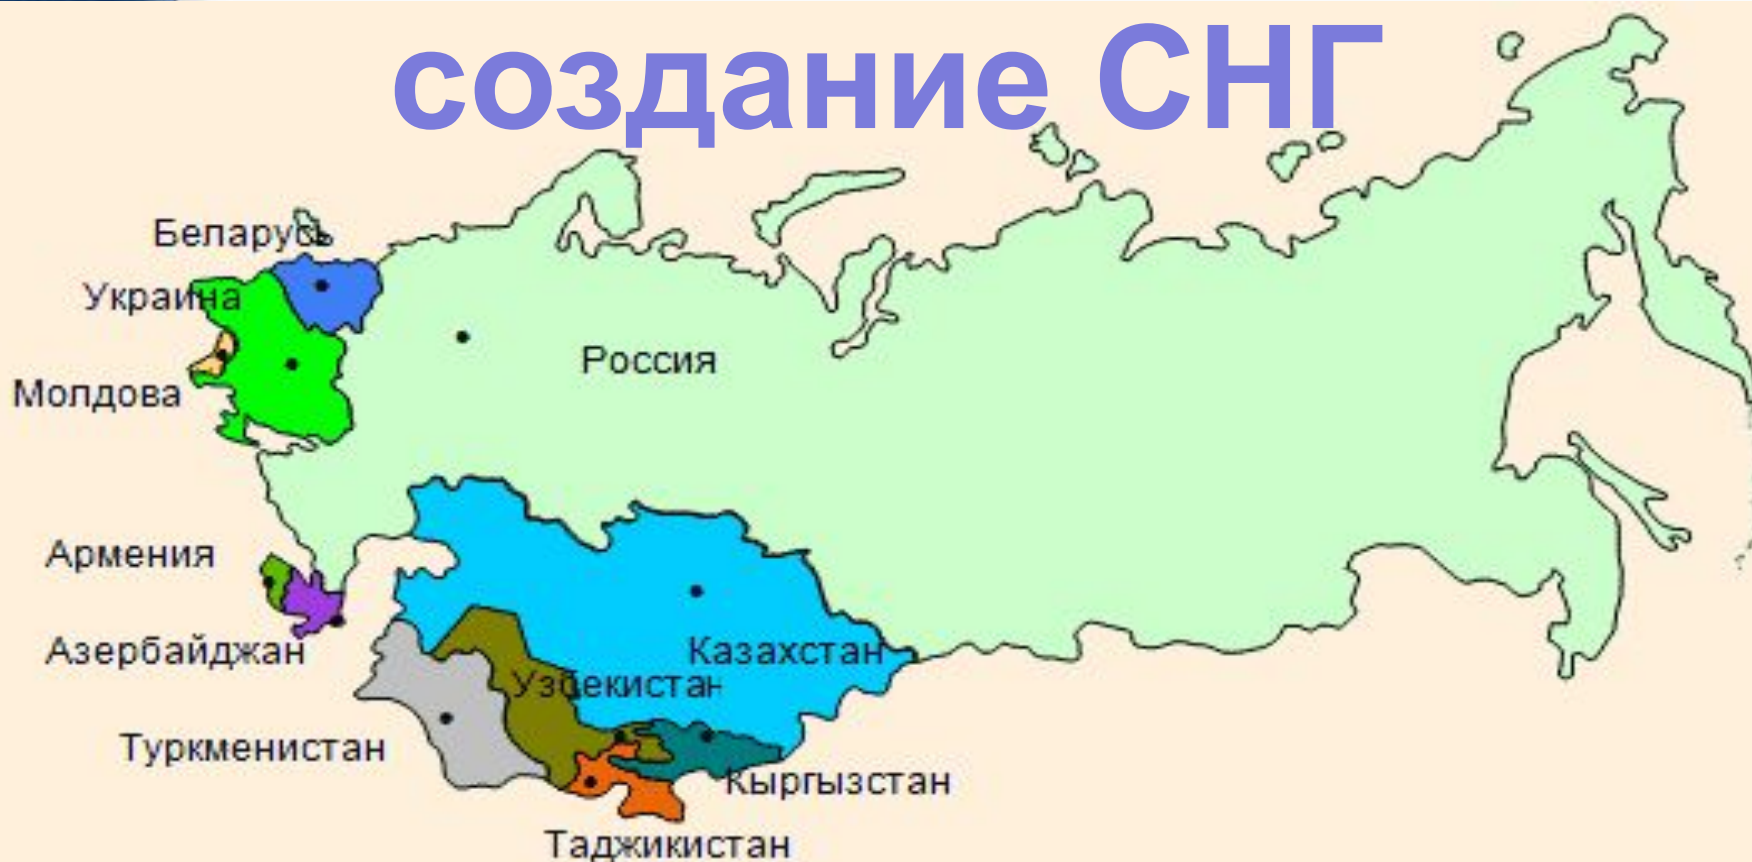 создание СНГ
Беларусь
Украина
Россия
Молдова
Армения
Азербайджан
Казахстан
Узбекистан
Туркменистан
Кыргызстан
Таджикистан